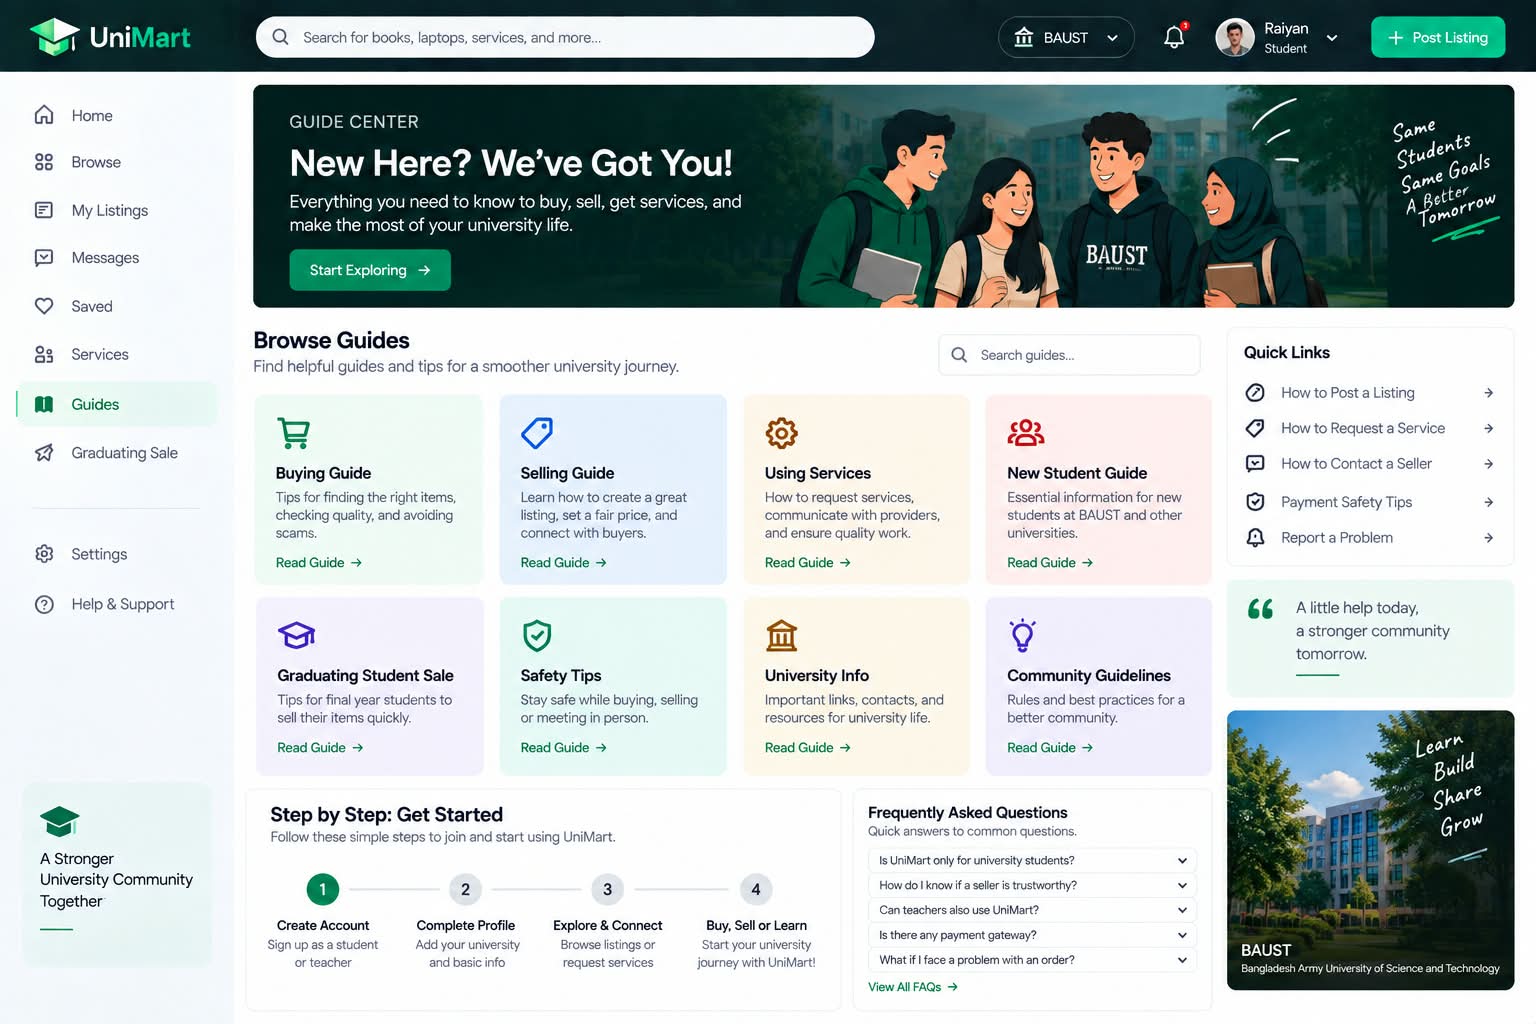 UniMart
Search for books, laptops, services, and more...
BAUST
1
Raiyan
Student
+ Post Listing
Home
Browse
My Listings
Messages
Saved
Services
Guides
Graduating Sale
Settings
Help & Support
A Stronger
University Community
Together
GUIDE CENTER
New Here? We've Got You!
Everything you need to know to buy, sell, get services, and
make the most of your university life.
Start Exploring →
BAUST
Same
Students
Same Goals
A Better
Tomorrow
Browse Guides
Find helpful guides and tips for a smoother university journey.
Search guides...
Buying Guide
Tips for finding the right items,
checking quality, and avoiding
scams.
Read Guide →
Selling Guide
Learn how to create a great
listing, set a fair price, and
connect with buyers.
Read Guide →
Using Services
How to request services,
communicate with providers,
and ensure quality work.
Read Guide →
New Student Guide
Essential information for new
students at BAUST and other
universities.
Read Guide →
Graduating Student Sale
Tips for final year students to
sell their items quickly.
Read Guide →
Safety Tips
Stay safe while buying, selling
or meeting in person.
Read Guide →
University Info
Important links, contacts, and
resources for university life.
Read Guide →
Community Guidelines
Rules and best practices for a
better community.
Read Guide →
Step by Step: Get Started
Follow these simple steps to join and start using UniMart.
1
Create Account
Sign up as a student
or teacher
2
Complete Profile
Add your university
and basic info
3
Explore & Connect
Browse listings or
request services
4
Buy, Sell or Learn
Start your university
journey with UniMart!
Frequently Asked Questions
Quick answers to common questions.
Is UniMart only for university students?
How do I know if a seller is trustworthy?
Can teachers also use UniMart?
Is there any payment gateway?
What if I face a problem with an order?
View All FAQs →
Quick Links
How to Post a Listing →
How to Request a Service →
How to Contact a Seller →
Payment Safety Tips →
Report a Problem →
“ A little help today,
a stronger community
tomorrow.
Learn
Build
Share
Grow
BAUST
Bangladesh Army University of Science and Technology